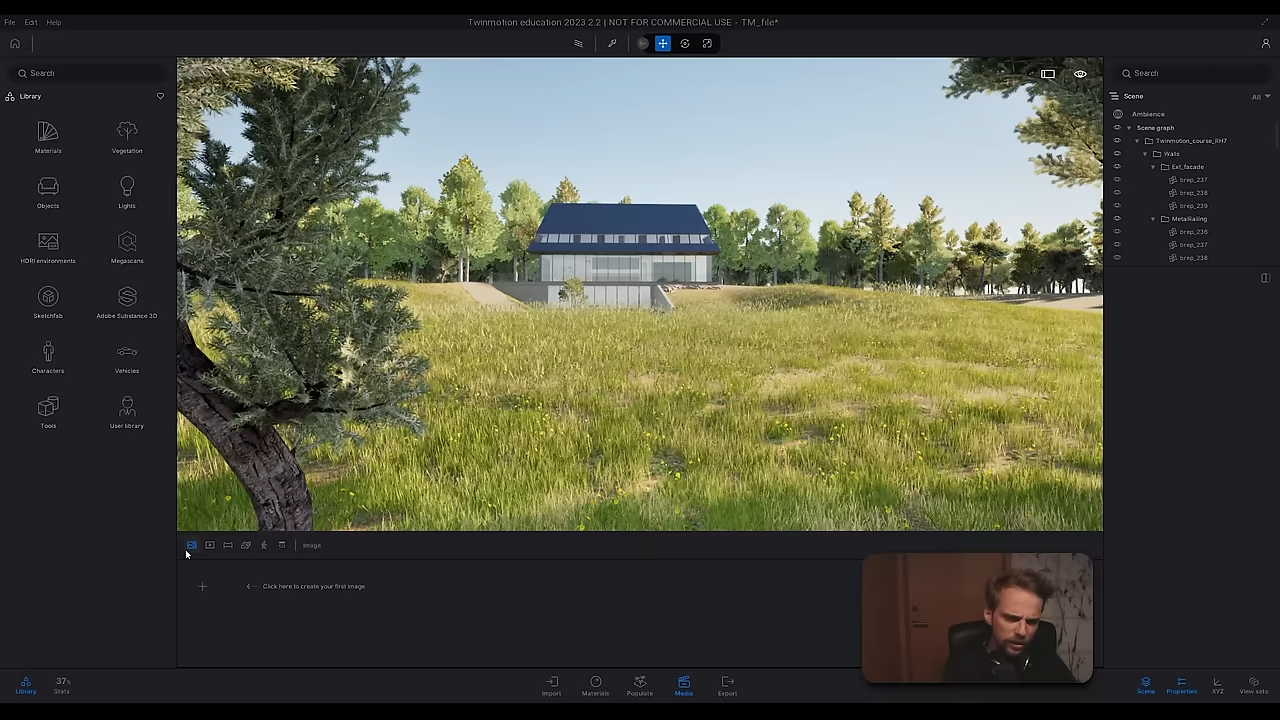 File Edit Help
Twinmotion education 2023.2.2 | NOT FOR COMMERCIAL USE - TM_file*
Search
Library
Materials
Vegetation
Objects
Lights
HDRI environments
Megascans
Sketchfab
Adobe Substance 3D
Characters
Vehicles
Tools
User library
Search
Scene
All
Ambience
Scene graph
Twinmotion_course_RH7
Walls
Ext_facade
brep_237
brep_238
brep_239
MetalRailing
brep_236
brep_237
brep_238
Image
Click here to create your first image
Library
37%
Stats
Import
Materials
Populate
Media
Export
Scene
Properties
XYZ
View sets